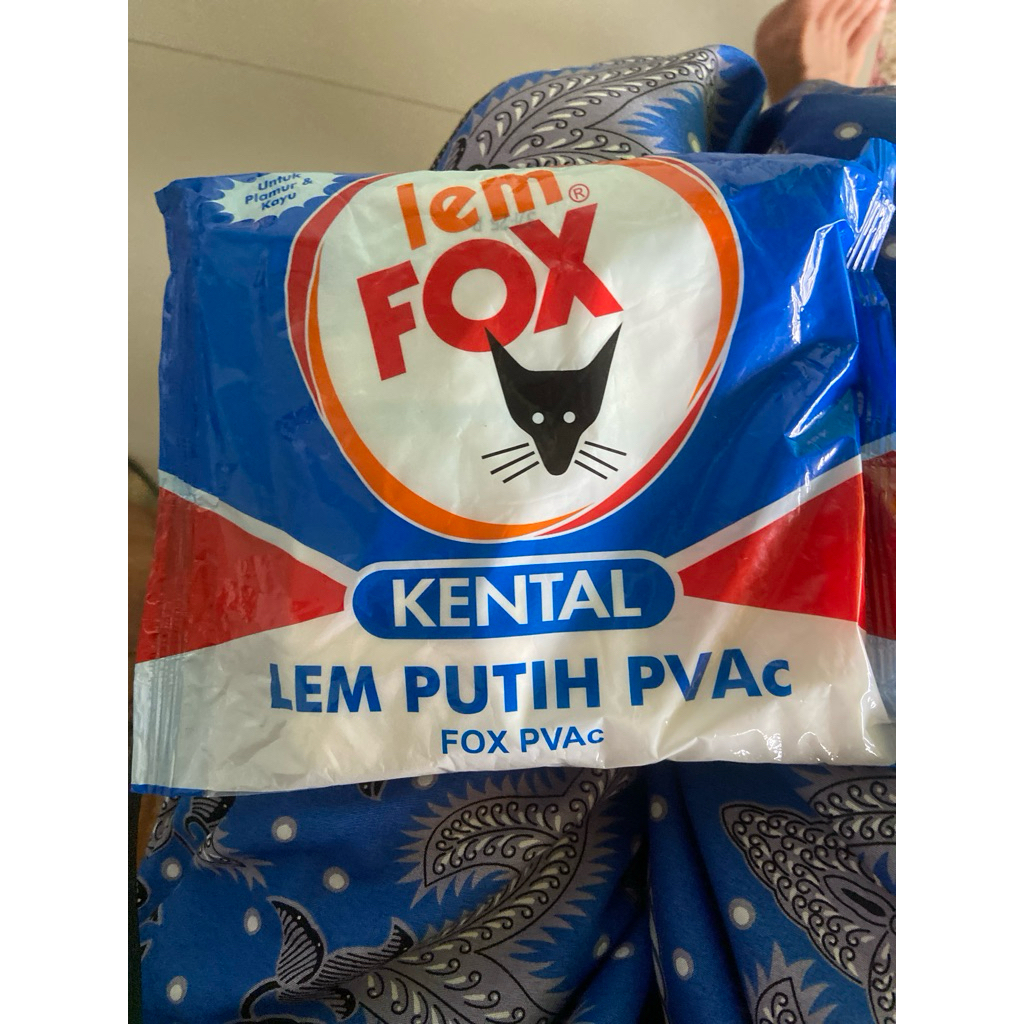 Untuk
Plamur &
Kayu
lem®
FOX
KENTAL
LEM PUTIH PVAc
FOX PVAc